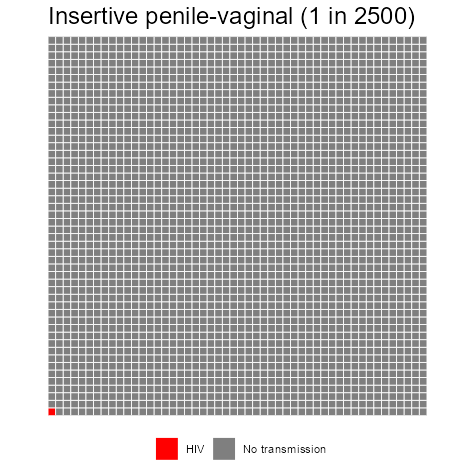 Insertive penile-vaginal (1 in 2500)
HIV No transmission